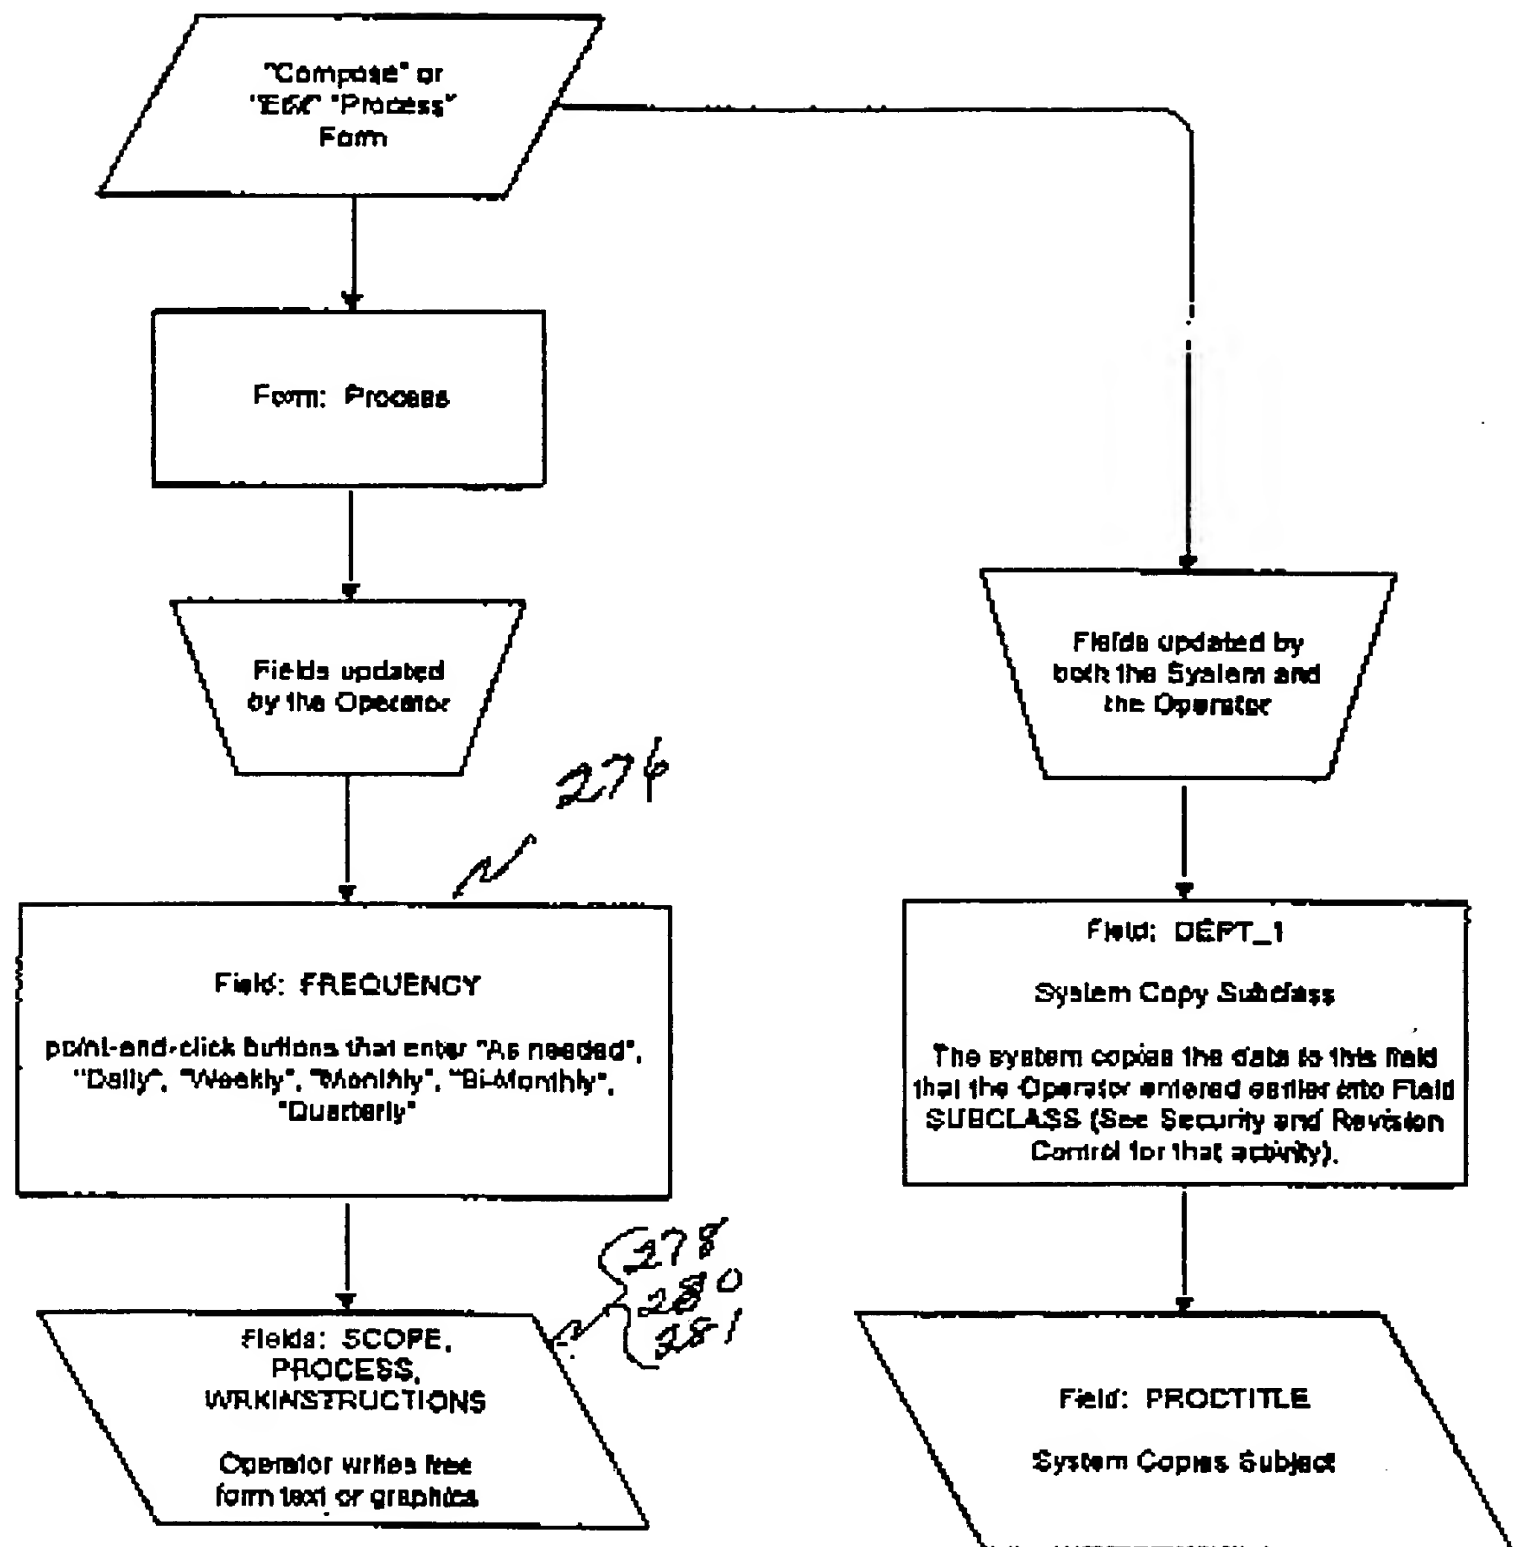 "Compose" or
"Edit" "Process"
Form
Form: Process
Fields updated
by the Operator
276
Field: FREQUENCY
point-and-click buttons that enter "As needed",
"Daily", "Weekly", "Monthly", "Bi-Monthly",
"Quarterly"
278
280
281
Fields: SCOPE,
PROCESS,
WRKINSTRUCTIONS
Operator writes free
form text or graphics
Fields updated by
both the System and
the Operator
Field: DEPT_1
System Copy Subclass
The system copies the data to this field
that the Operator entered earlier into Field
SUBCLASS (See Security and Revision
Control for that activity).
Field: PROCTITLE
System Copies Subject